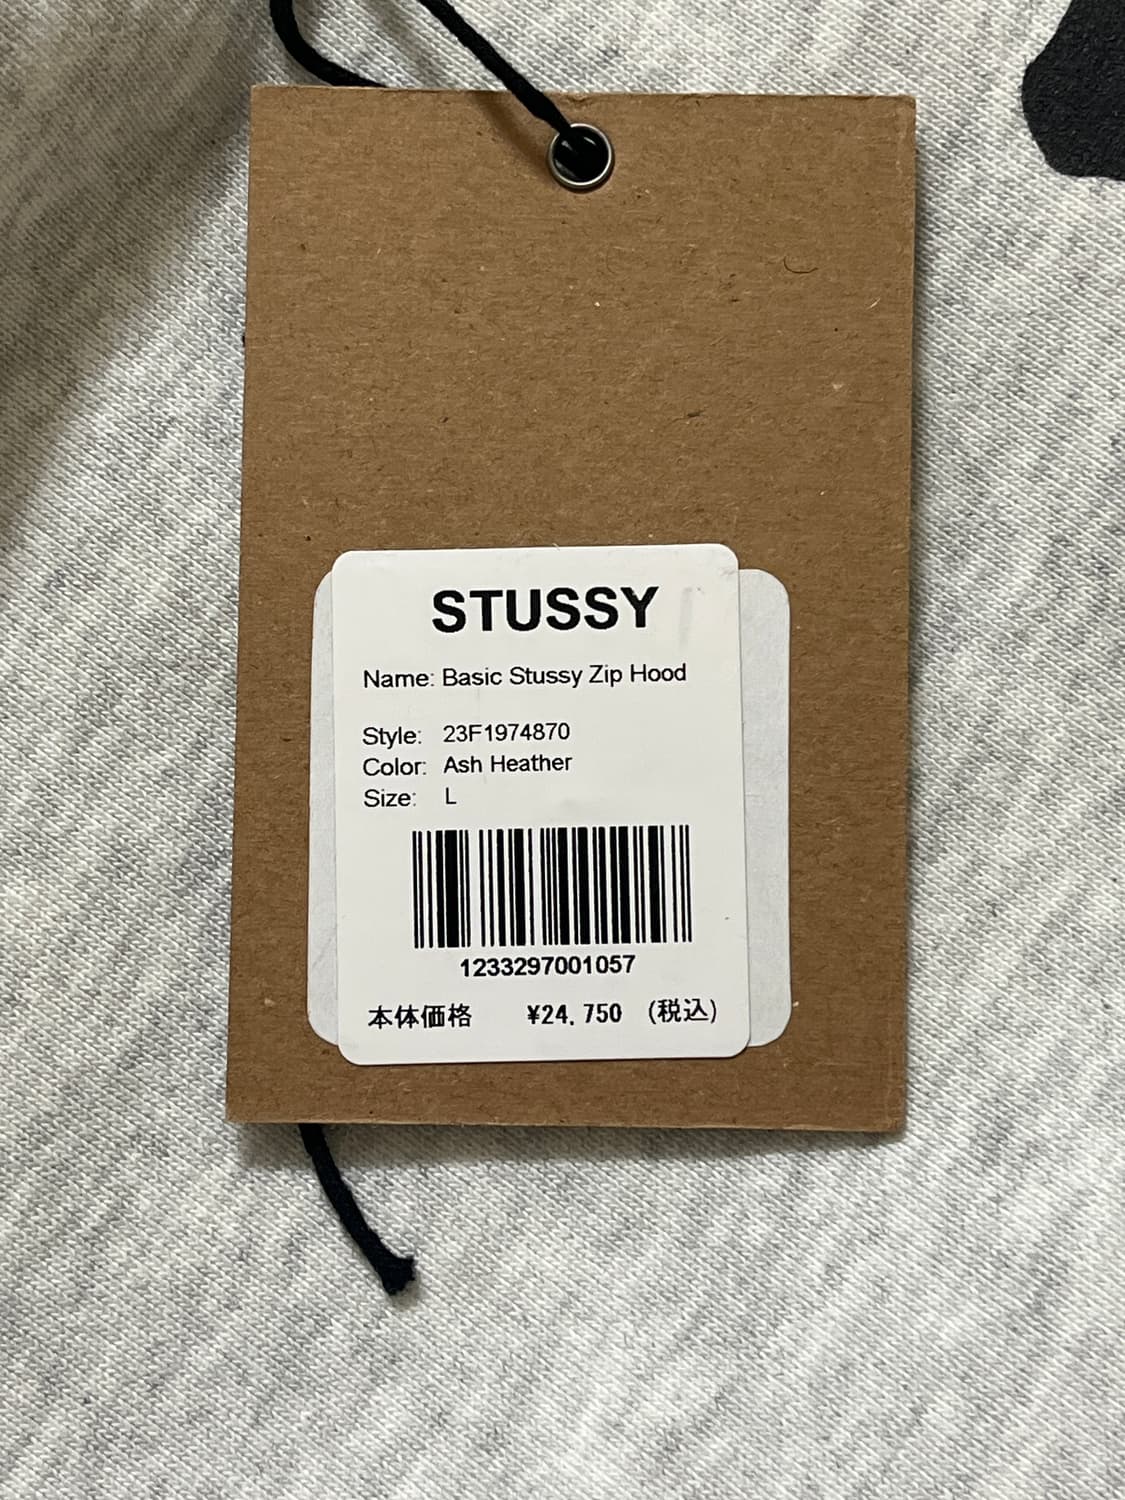 STUSSY
Name: Basic Stussy Zip Hood
Style: 23F1974870
Color: Ash Heather
Size: L
1233297001057
本体価格 ¥24,750 (税込)